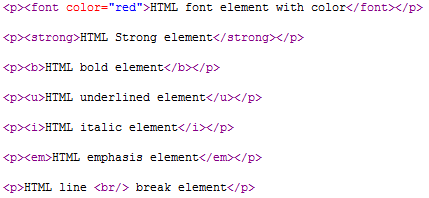 <p><font color="red">HTML font element with color</font></p>
<p><strong>HTML Strong element</strong></p>
<p><b>HTML bold element</b></p>
<p><u>HTML underlined element</u></p>
<p><i>HTML italic element</i></p>
<p><em>HTML emphasis element</em></p>
<p>HTML line <br/> break element</p>